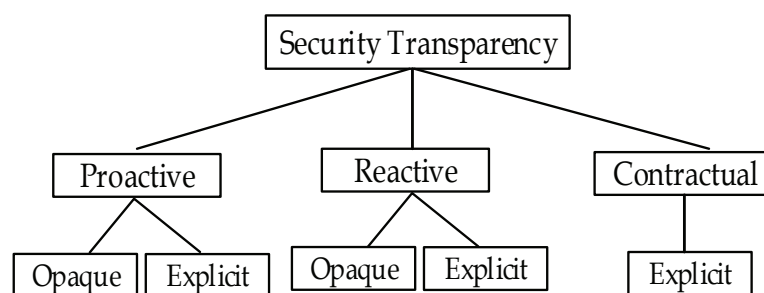 Security Transparency
Proactive
Reactive
Contractual
Opaque
Explicit
Opaque
Explicit
Explicit